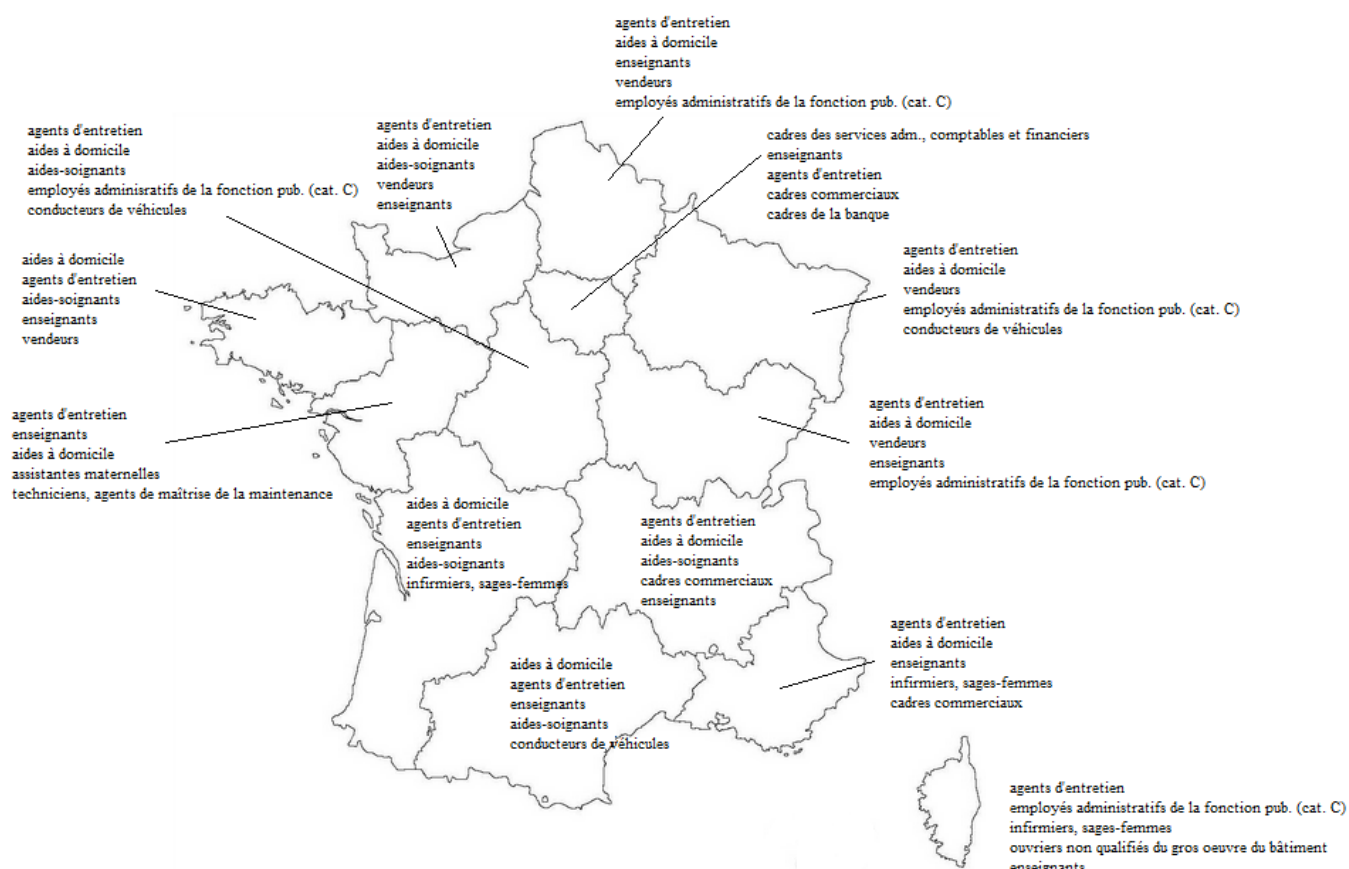 agents d'entretien
aides à domicile
enseignants
vendeurs
employés administratifs de la fonction pub. (cat. C)
agents d'entretien
aides à domicile
aides-soignants
employés adminisratifs de la fonction pub. (cat. C)
conducteurs de véhicules
agents d'entretien
aides à domicile
aides-soignants
vendeurs
enseignants
cadres des services adm., comptables et financiers
enseignants
agents d'entretien
cadres commerciaux
cadres de la banque
aides à domicile
agents d'entretien
aides-soignants
enseignants
vendeurs
agents d'entretien
aides à domicile
vendeurs
employés administratifs de la fonction pub. (cat. C)
conducteurs de véhicules
agents d'entretien
enseignants
aides à domicile
assistantes maternelles
techniciens, agents de maîtrise de la maintenance
agents d'entretien
aides à domicile
vendeurs
enseignants
employés administratifs de la fonction pub. (cat. C)
aides à domicile
agents d'entretien
enseignants
aides-soignants
infirmiers, sages-femmes
agents d'entretien
aides à domicile
aides-soignants
cadres commerciaux
enseignants
agents d'entretien
aides à domicile
enseignants
infirmiers, sages-femmes
cadres commerciaux
aides à domicile
agents d'entretien
enseignants
aides-soignants
conducteurs de véhicules
agents d'entretien
employés administratifs de la fonction pub. (cat. C)
infirmiers, sages-femmes
ouvriers non qualifiés du gros oeuvre du bâtiment
enseignants